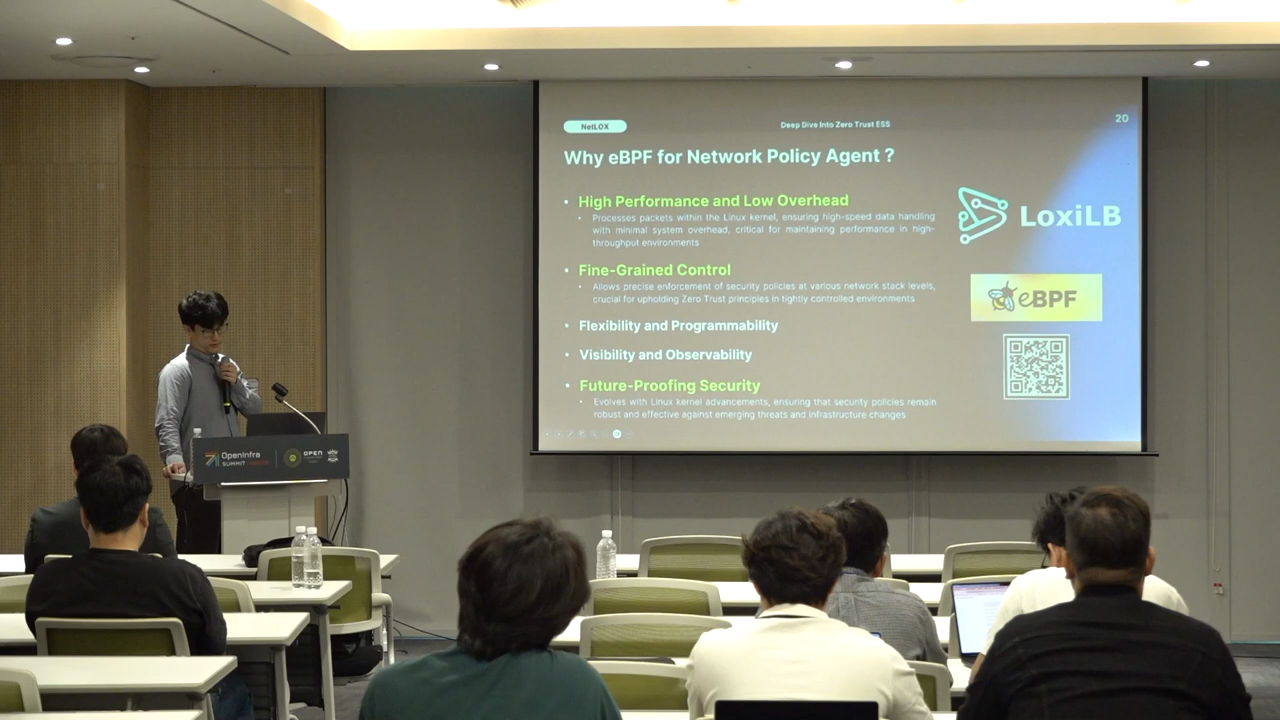 NetLOX
Deep Dive Into Zero Trust ESS
20
Why eBPF for Network Policy Agent ?
• High Performance and Low Overhead
• Processes packets within the Linux kernel, ensuring high-speed data handling
with minimal system overhead, critical for maintaining performance in high-
throughput environments
• Fine-Grained Control
• Allows precise enforcement of security policies at various network stack levels,
crucial for upholding Zero Trust principles in tightly controlled environments
• Flexibility and Programmability
• Visibility and Observability
• Future-Proofing Security
• Evolves with Linux kernel advancements, ensuring that security policies remain
robust and effective against emerging threats and infrastructure changes
LoxiLB
eBPF
OpenInfra
SUMMIT
OPEN